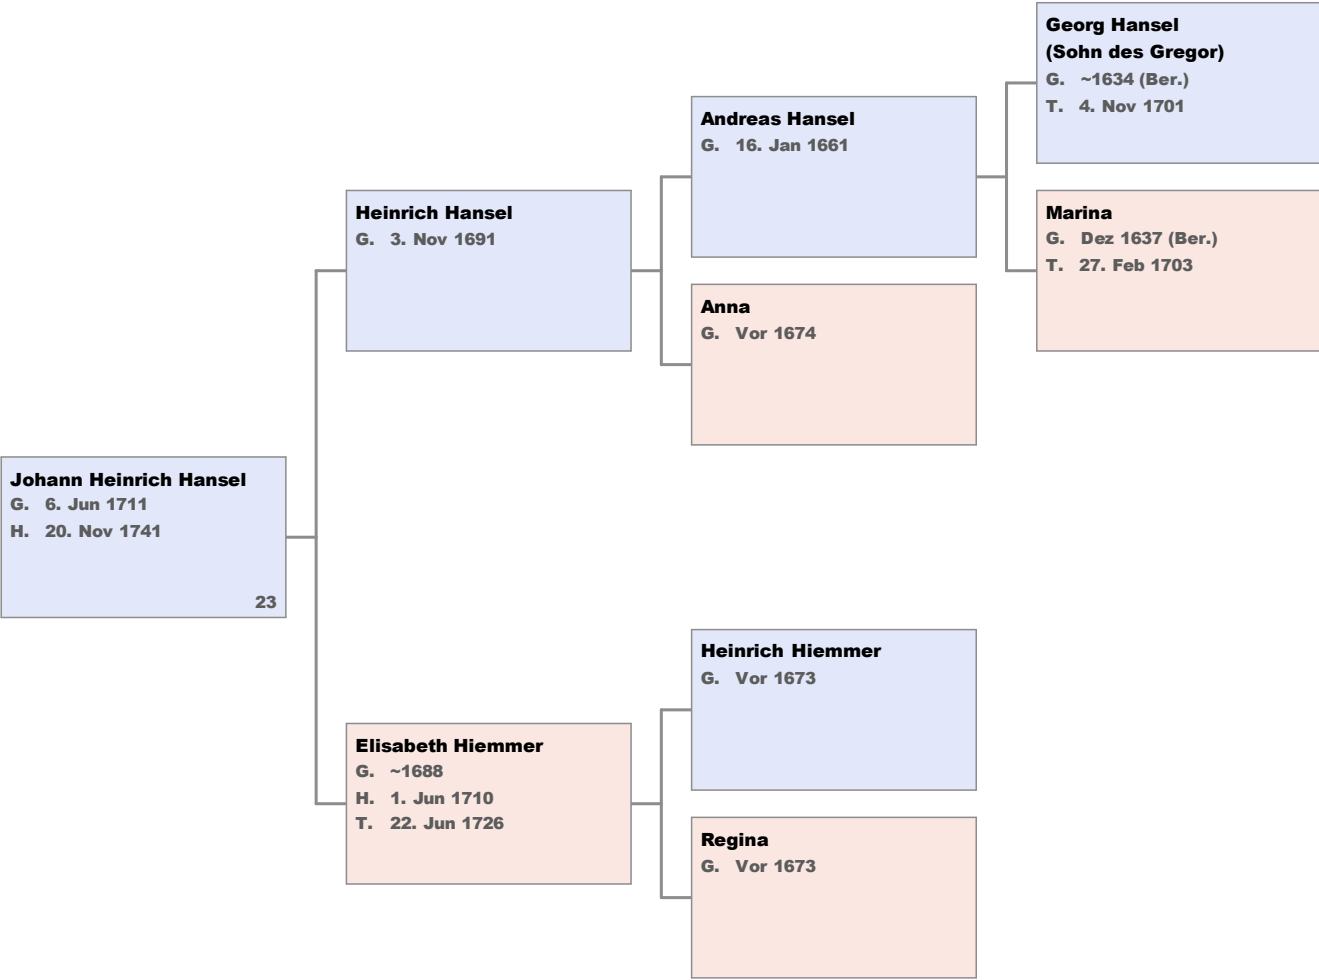 Georg Hansel
(Sohn des Gregor)
G. ~1634 (Ber.)
T. 4. Nov 1701
Andreas Hansel
G. 16. Jan 1661
Heinrich Hansel
G. 3. Nov 1691
Marina
G. Dez 1637 (Ber.)
T. 27. Feb 1703
Anna
G. Vor 1674
Johann Heinrich Hansel
G. 6. Jun 1711
H. 20. Nov 1741
23
Heinrich Hiemmer
G. Vor 1673
Elisabeth Hiemmer
G. ~1688
H. 1. Jun 1710
T. 22. Jun 1726
Regina
G. Vor 1673